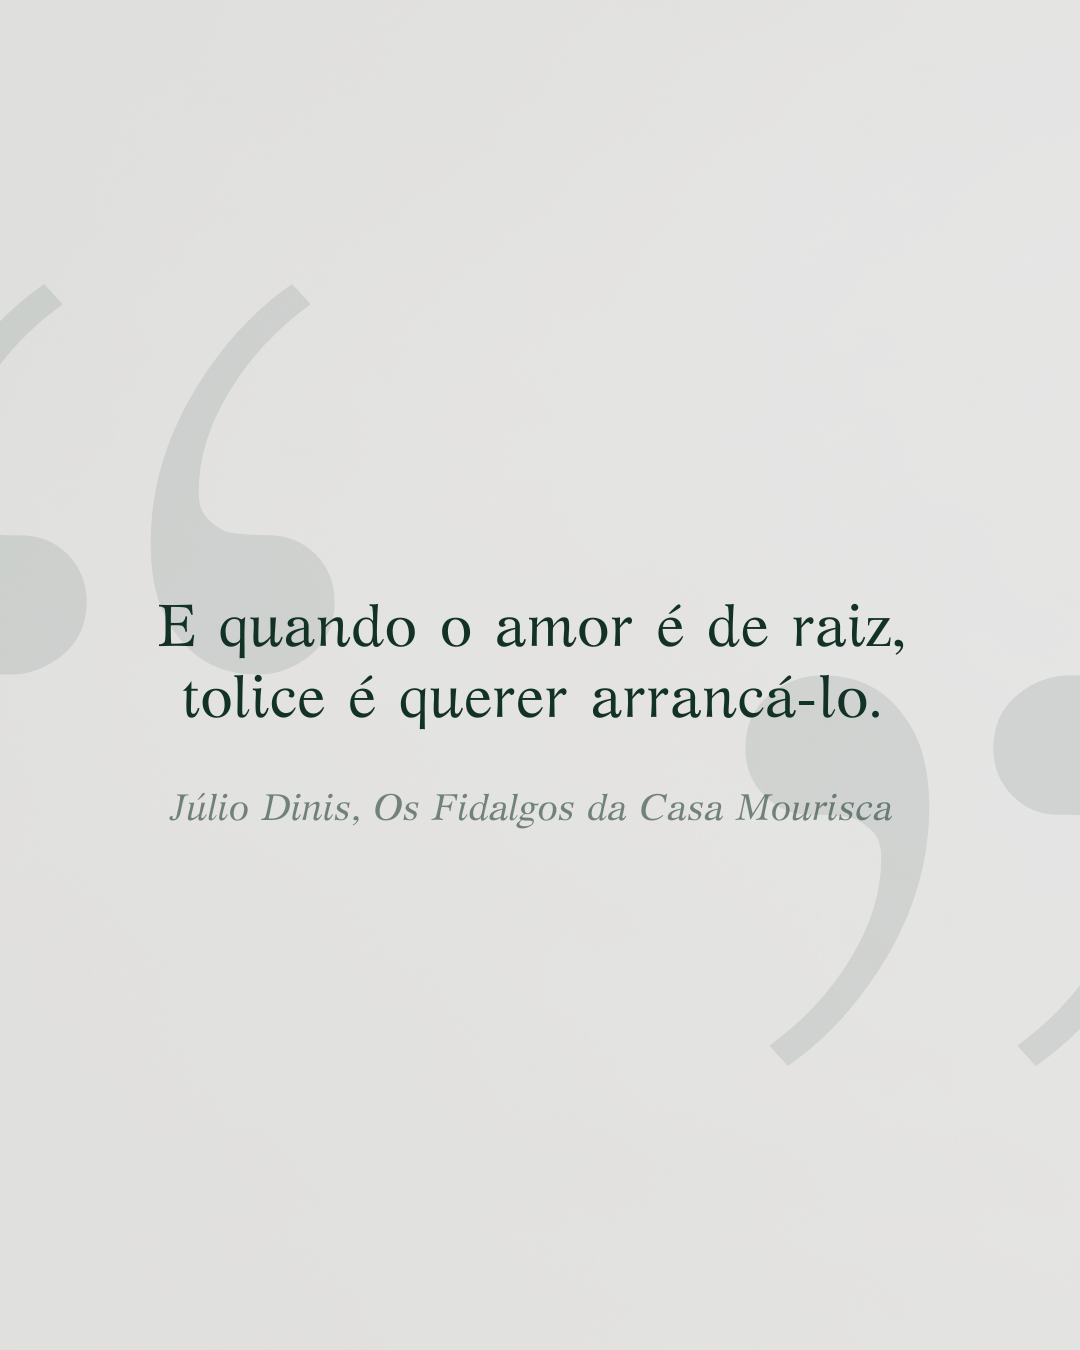 E quando o amor é de raiz,
tolice é querer arrancá-lo.
Júlio Dinis, Os Fidalgos da Casa Mourisca